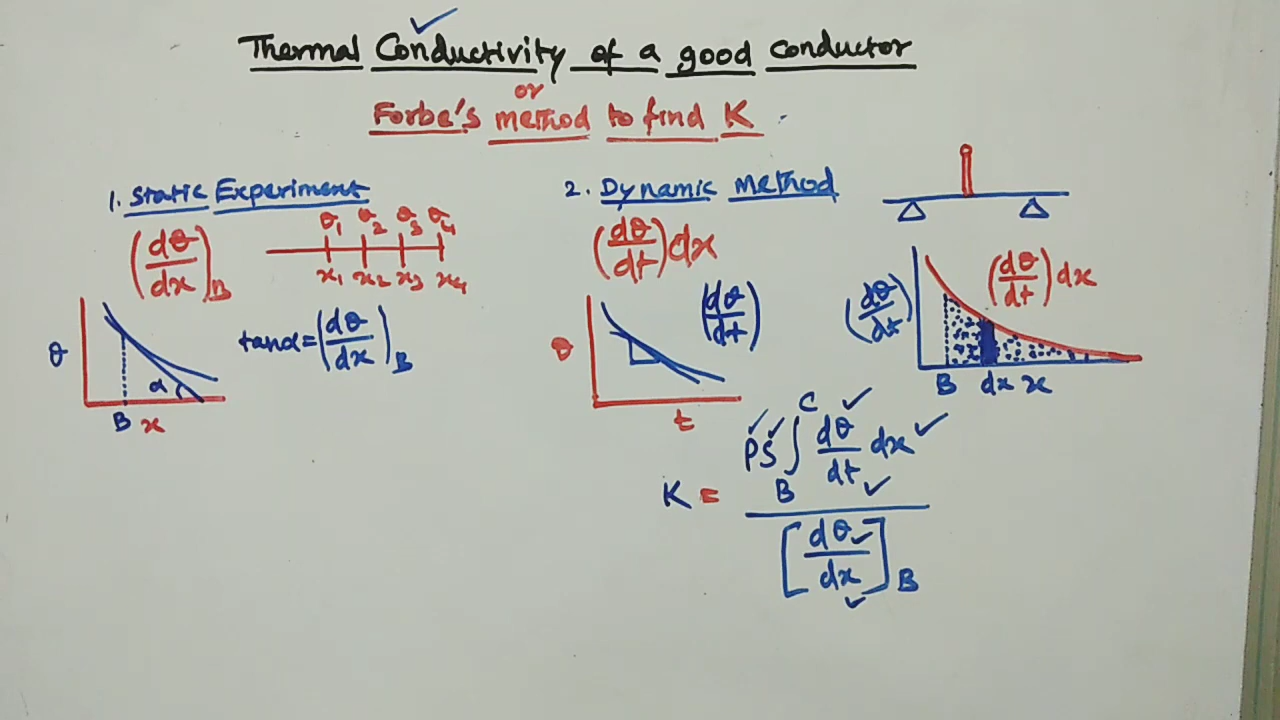 Thermal Conductivity of a good conductor
or
Forbe's method to find K
1. Static Experiment
(dθ/dx)B
θ1 θ2 θ3 θ4
x1 x2 x3 x4
θ
B x
α
tanα = (dθ/dx)B
2. Dynamic Method
(dθ/dt)dx
θ
t
(dθ/dt)
(dθ/dt)
(dθ/dt)dx
B dx x
K = PS ∫ B C dθ/dt dx / [dθ/dx]B